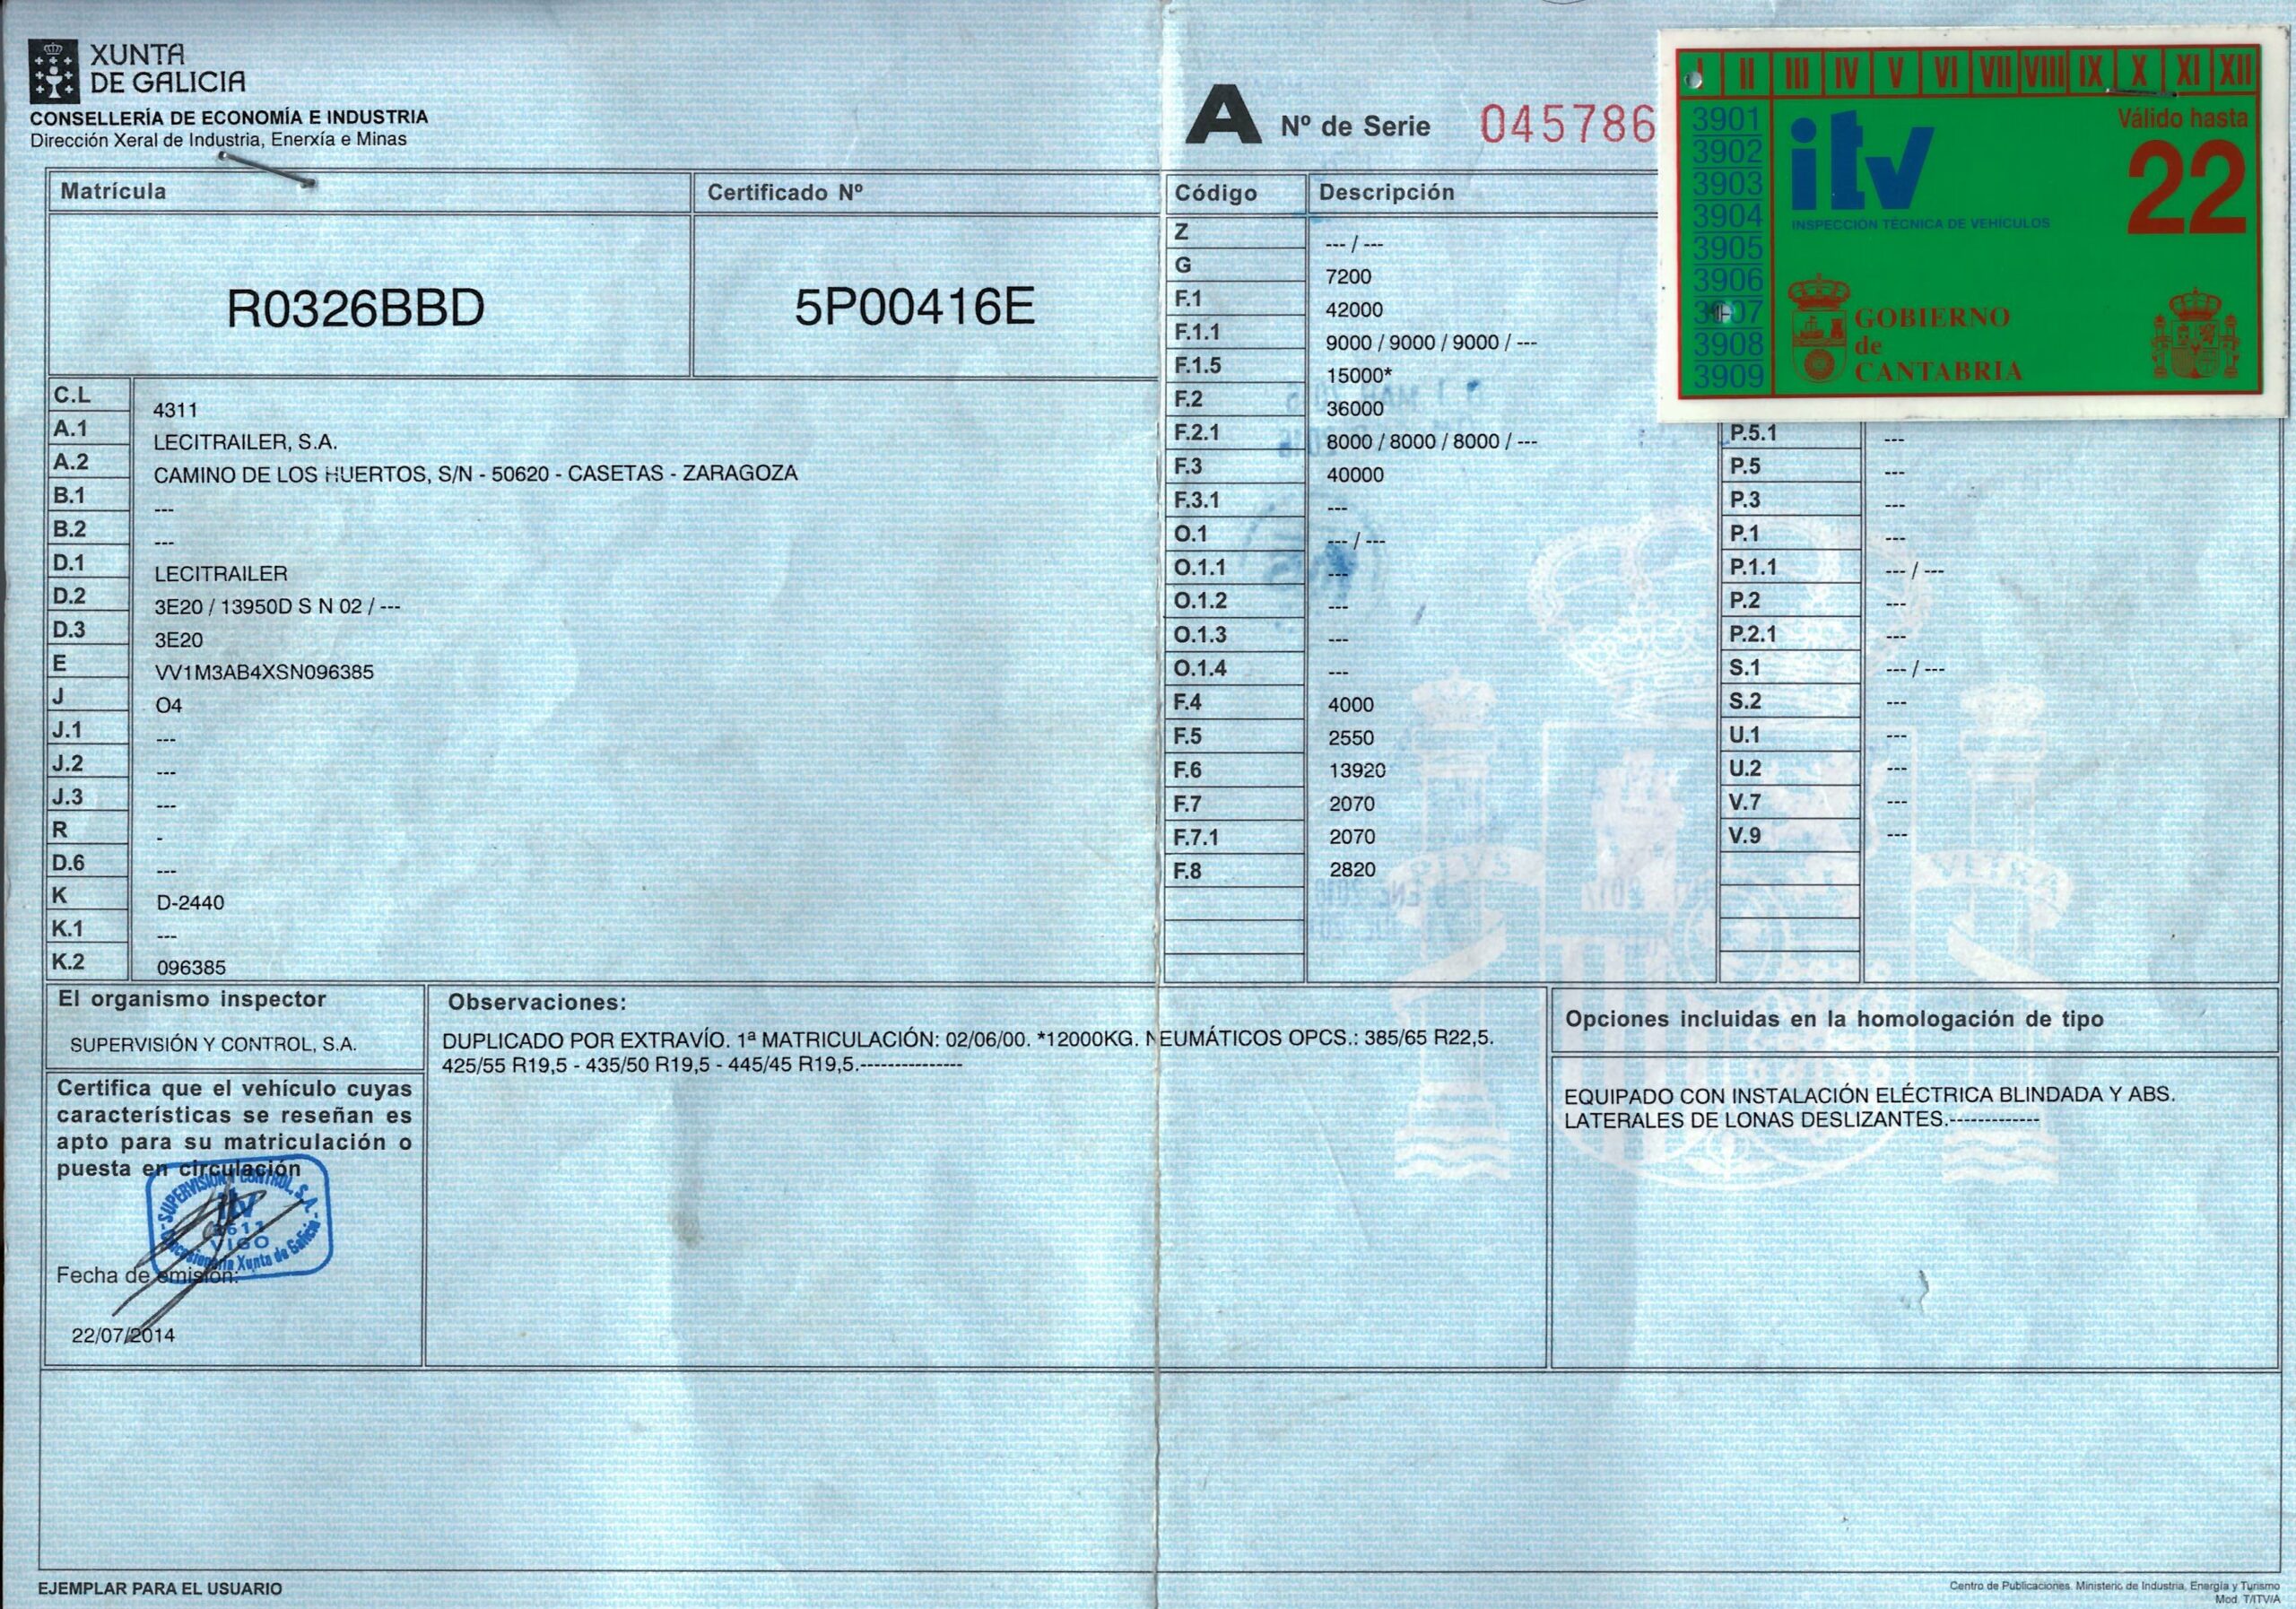 XUNTA
DE GALICIA
CONSELLERÍA DE ECONOMÍA E INDUSTRIA
Dirección Xeral de Industria, Enerxía e Minas
A Nº de Serie 045786
I II III IV V VI VII VIII IX X XI XII
3901
3902
3903
3904
3905
3906
3907
3908
3909
itv
INSPECCIÓN TÉCNICA DE VEHÍCULOS
Válido hasta
22
GOBIERNO
de
CANTABRIA
Matrícula
R0326BBD
Certificado Nº
5P00416E
C.L 4311
A.1 LECITRAILER, S.A.
A.2 CAMINO DE LOS HUERTOS, S/N - 50620 - CASETAS - ZARAGOZA
B.1 ---
B.2 ---
D.1 LECITRAILER
D.2 3E20 / 13950D S N 02 / ---
D.3 3E20
E VV1M3AB4XSN096385
J O4
J.1 ---
J.2 ---
J.3 ---
R -
D.6 ---
K D-2440
K.1 ---
K.2 096385
Código Descripción
Z --- / ---
G 7200
F.1 42000
F.1.1 9000 / 9000 / 9000 / ---
F.1.5 15000*
F.2 36000
F.2.1 8000 / 8000 / 8000 / ---
F.3 40000
F.3.1 ---
O.1 --- / ---
O.1.1 ---
O.1.2 ---
O.1.3 ---
O.1.4 ---
F.4 4000
F.5 2550
F.6 13920
F.7 2070
F.7.1 2070
F.8 2820
P.5.1 ---
P.5 ---
P.3 ---
P.1 ---
P.1.1 --- / ---
P.2 ---
P.2.1 ---
S.1 --- / ---
S.2 ---
U.1 ---
U.2 ---
V.7 ---
V.9 ---
El organismo inspector
SUPERVISIÓN Y CONTROL, S.A.
Certifica que el vehículo cuyas
características se reseñan es
apto para su matriculación o
puesta en circulación
SUPERVISIÓN Y CONTROL, S.A.
itv
VIGO
Concesionaria Xunta de Galicia
Fecha de emisión:
22/07/2014
Observaciones:
DUPLICADO POR EXTRAVÍO. 1ª MATRICULACIÓN: 02/06/00. *12000KG. NEUMÁTICOS OPCS.: 385/65 R22,5.
425/55 R19,5 - 435/50 R19,5 - 445/45 R19,5.---------------
Opciones incluidas en la homologación de tipo
EQUIPADO CON INSTALACIÓN ELÉCTRICA BLINDADA Y ABS.
LATERALES DE LONAS DESLIZANTES.-------------
EJEMPLAR PARA EL USUARIO
Centro de Publicaciones. Ministerio de Industria, Energía y Turismo
Mod. T/ITV/A